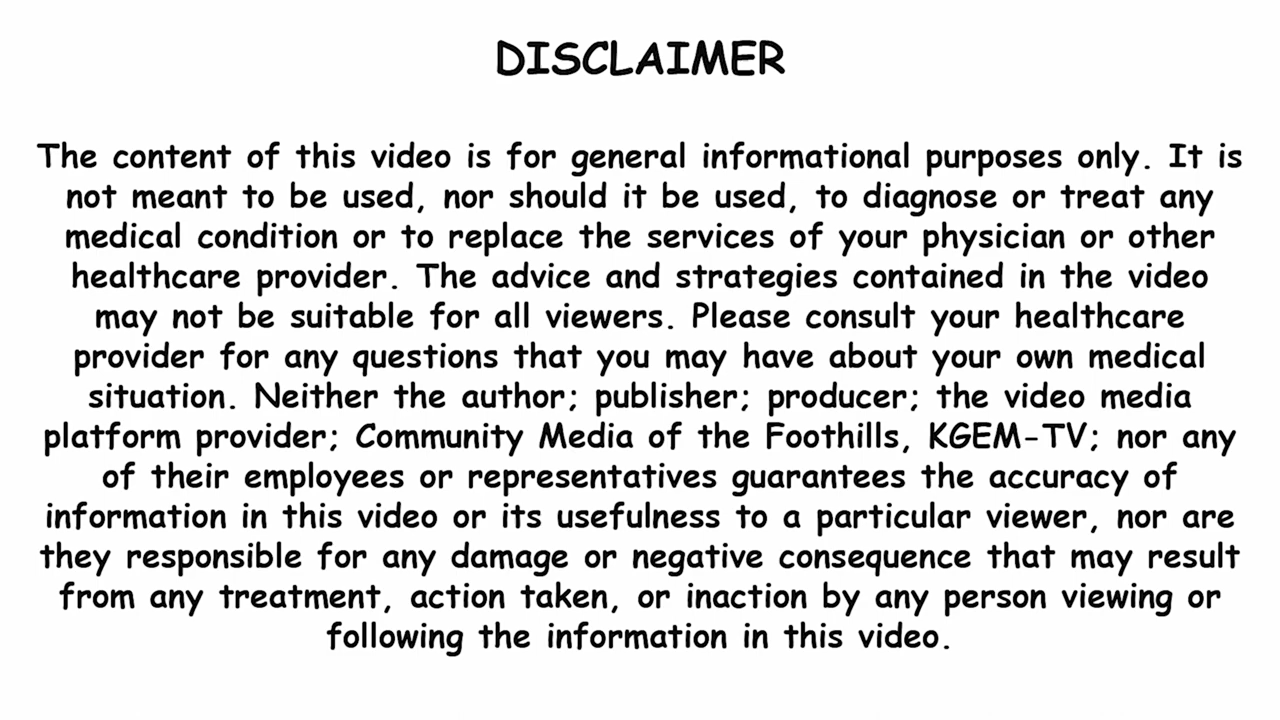 DISCLAIMER
The content of this video is for general informational purposes only. It is
not meant to be used, nor should it be used, to diagnose or treat any
medical condition or to replace the services of your physician or other
healthcare provider. The advice and strategies contained in the video
may not be suitable for all viewers. Please consult your healthcare
provider for any questions that you may have about your own medical
situation. Neither the author; publisher; producer; the video media
platform provider; Community Media of the Foothills, KGEM-TV; nor any
of their employees or representatives guarantees the accuracy of
information in this video or its usefulness to a particular viewer, nor are
they responsible for any damage or negative consequence that may result
from any treatment, action taken, or inaction by any person viewing or
following the information in this video.